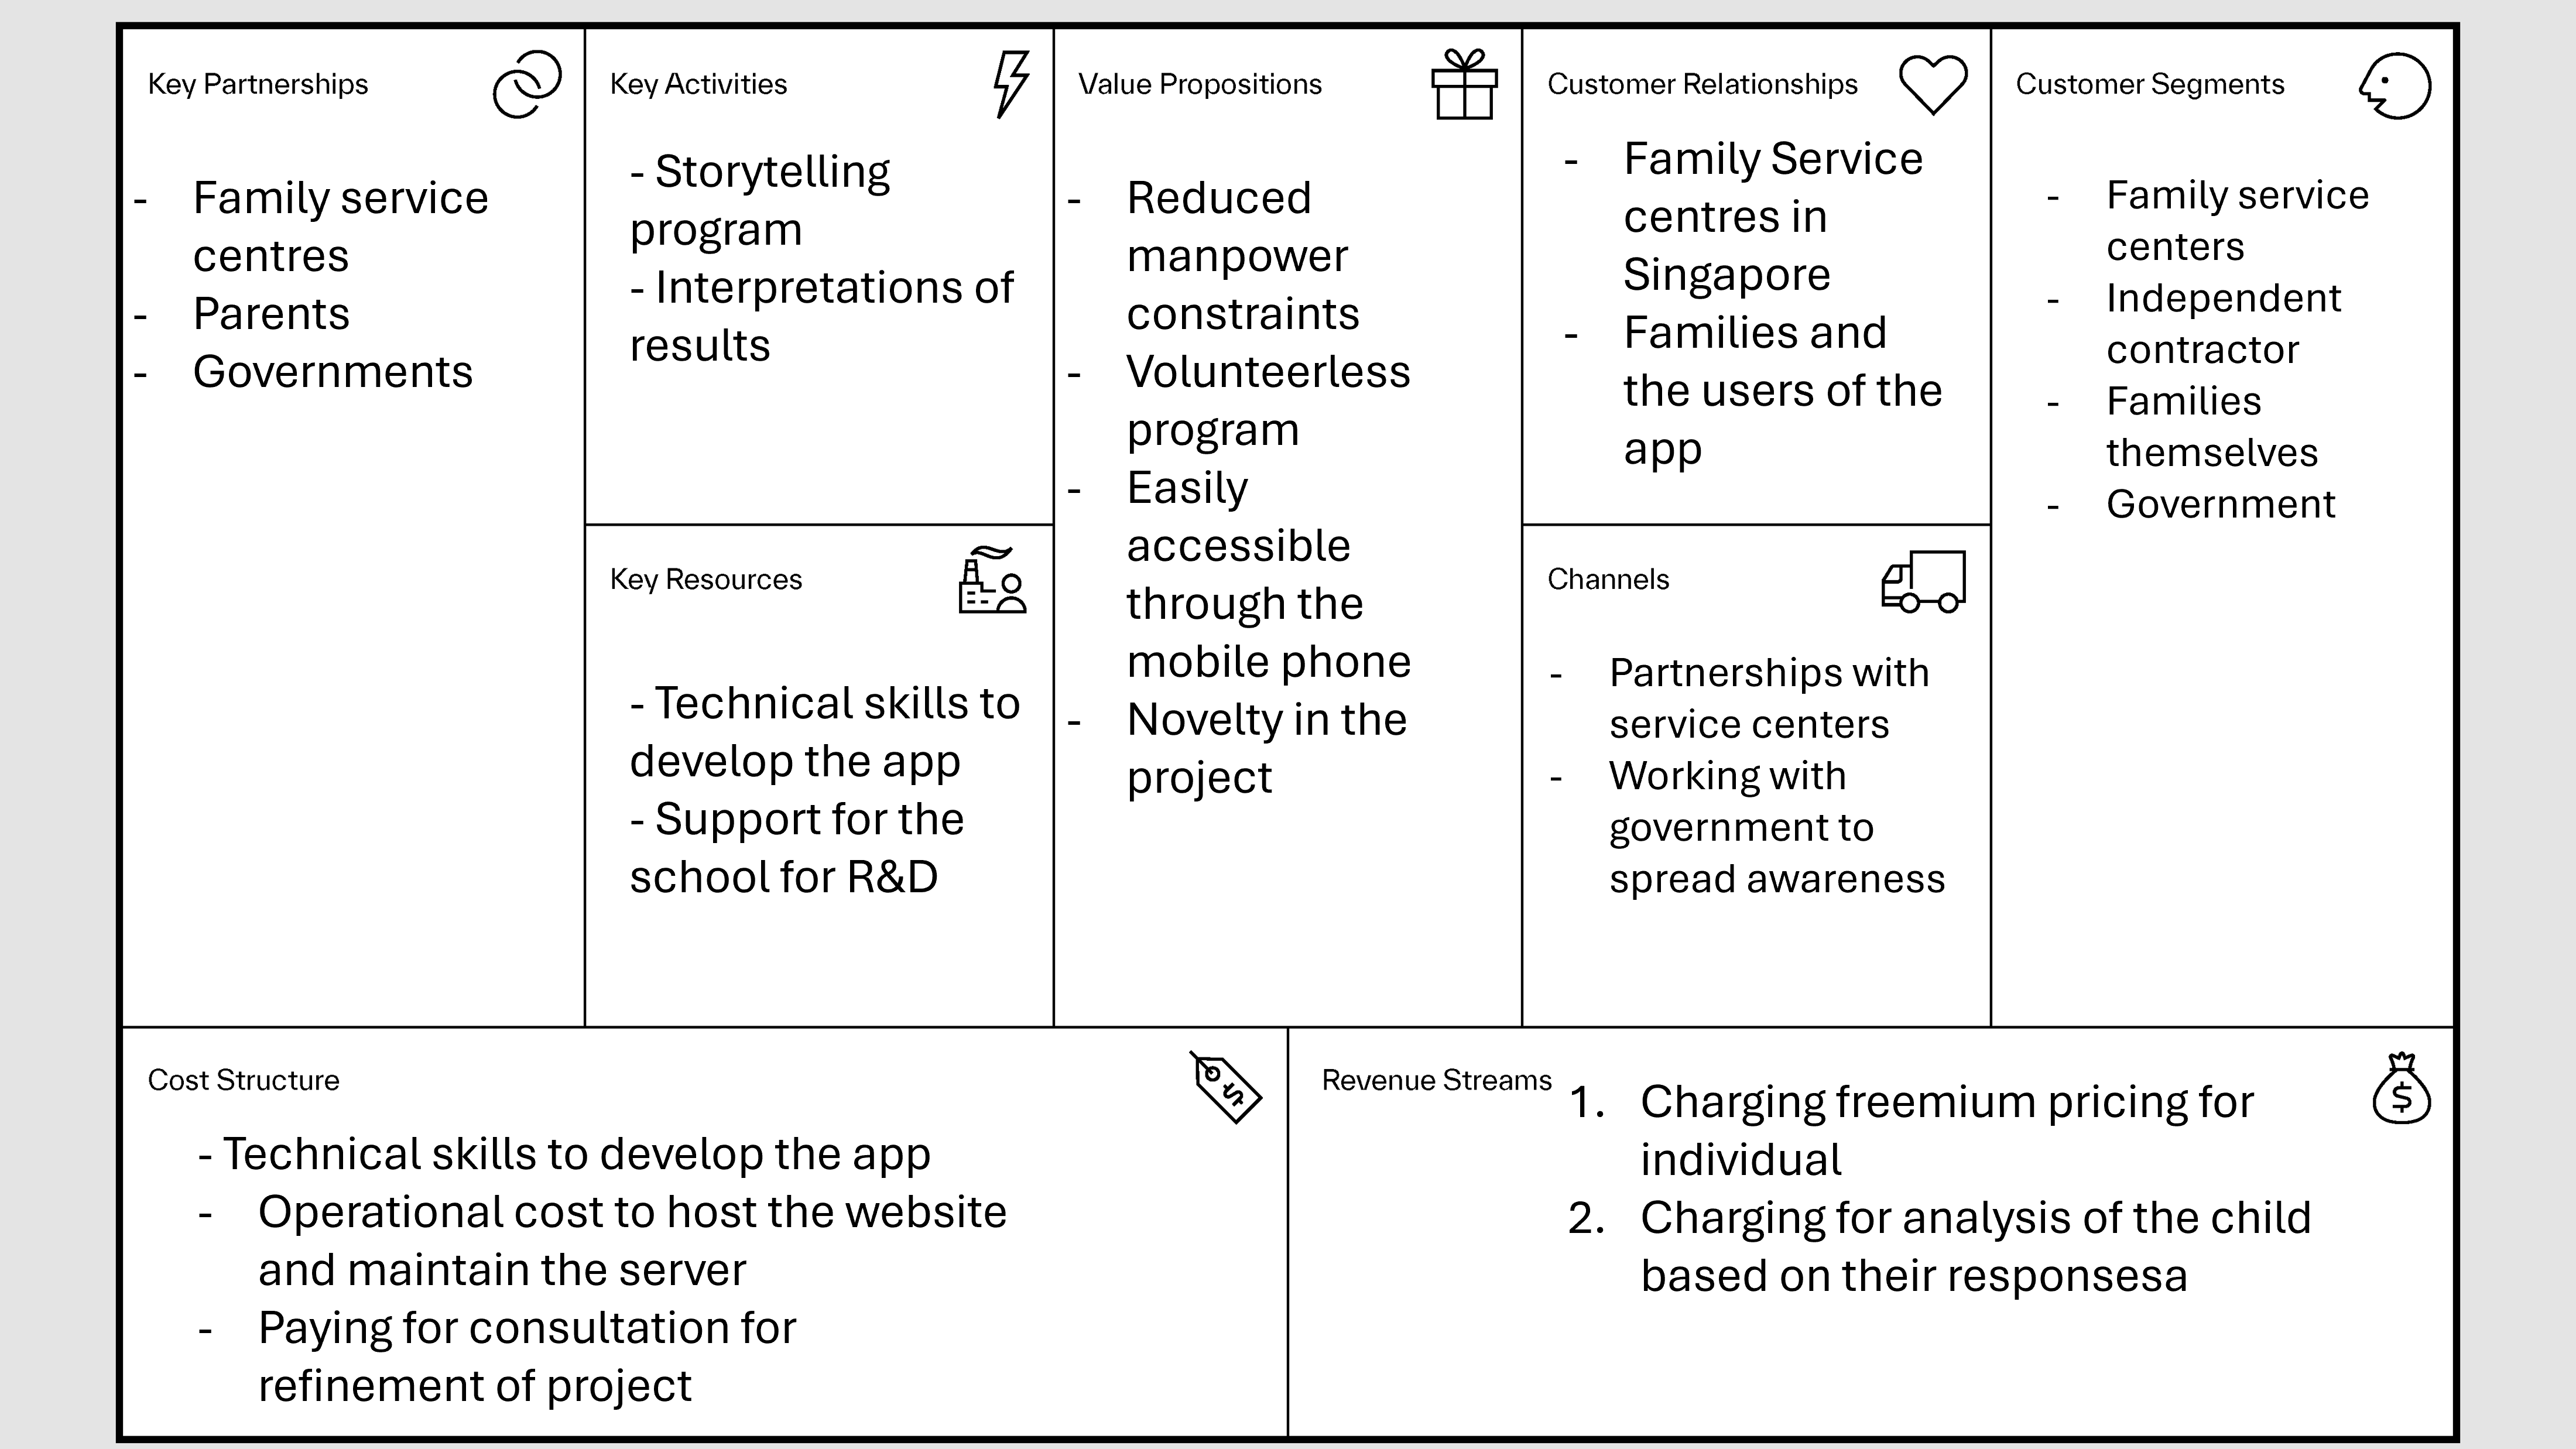 Key Partnerships
- Family service
centres
- Parents
- Governments
Key Activities
- Storytelling
program
- Interpretations of
results
Key Resources
- Technical skills to
develop the app
- Support for the
school for R&D
Value Propositions
- Reduced
manpower
constraints
- Volunteerless
program
- Easily
accessible
through the
mobile phone
- Novelty in the
project
Customer Relationships
- Family Service
centres in
Singapore
- Families and
the users of the
app
Channels
- Partnerships with
service centers
- Working with
government to
spread awareness
Customer Segments
- Family service
centers
- Independent
contractor
- Families
themselves
- Government
Cost Structure
- Technical skills to develop the app
- Operational cost to host the website
and maintain the server
- Paying for consultation for
refinement of project
Revenue Streams
1. Charging freemium pricing for
individual
2. Charging for analysis of the child
based on their responsesa